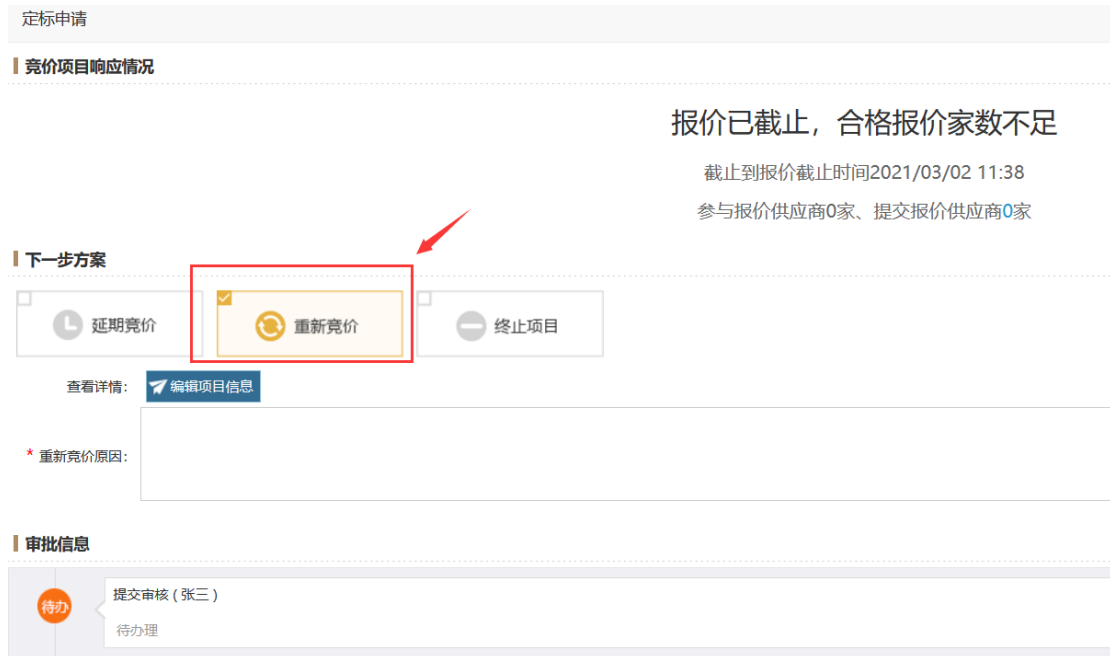 定标申请
竞价项目响应情况
报价已截止，合格报价家数不足
截止到报价截止时间2021/03/02 11:38
参与报价供应商0家、提交报价供应商0家
下一步方案
延期竞价
重新竞价
终止项目
查看详情：
编辑项目信息
* 重新竞价原因：
审批信息
待办
提交审核 ( 张三 )
待办理